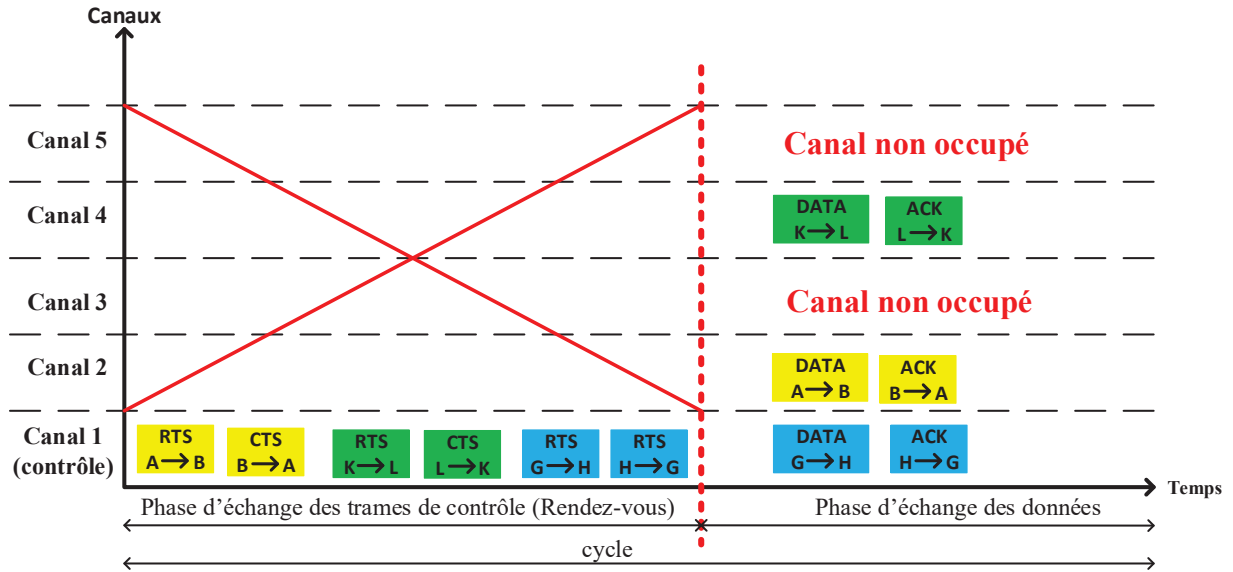 Canaux
Canal 5
Canal non occupé
Canal 4
DATA
K→L
ACK
L→K
Canal 3
Canal non occupé
Canal 2
DATA
A→B
ACK
B→A
Canal 1
(contrôle)
RTS
A→B
CTS
B→A
RTS
K→L
CTS
L→K
RTS
G→H
RTS
H→G
DATA
G→H
ACK
H→G
Temps
Phase d'échange des trames de contrôle (Rendez-vous)
Phase d'échange des données
cycle